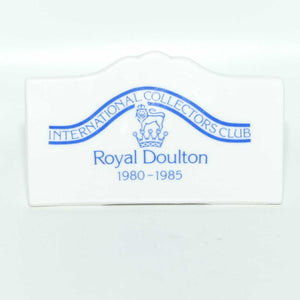 INTERNATIONAL COLLECTORS CLUB
Royal Doulton
1980-1985